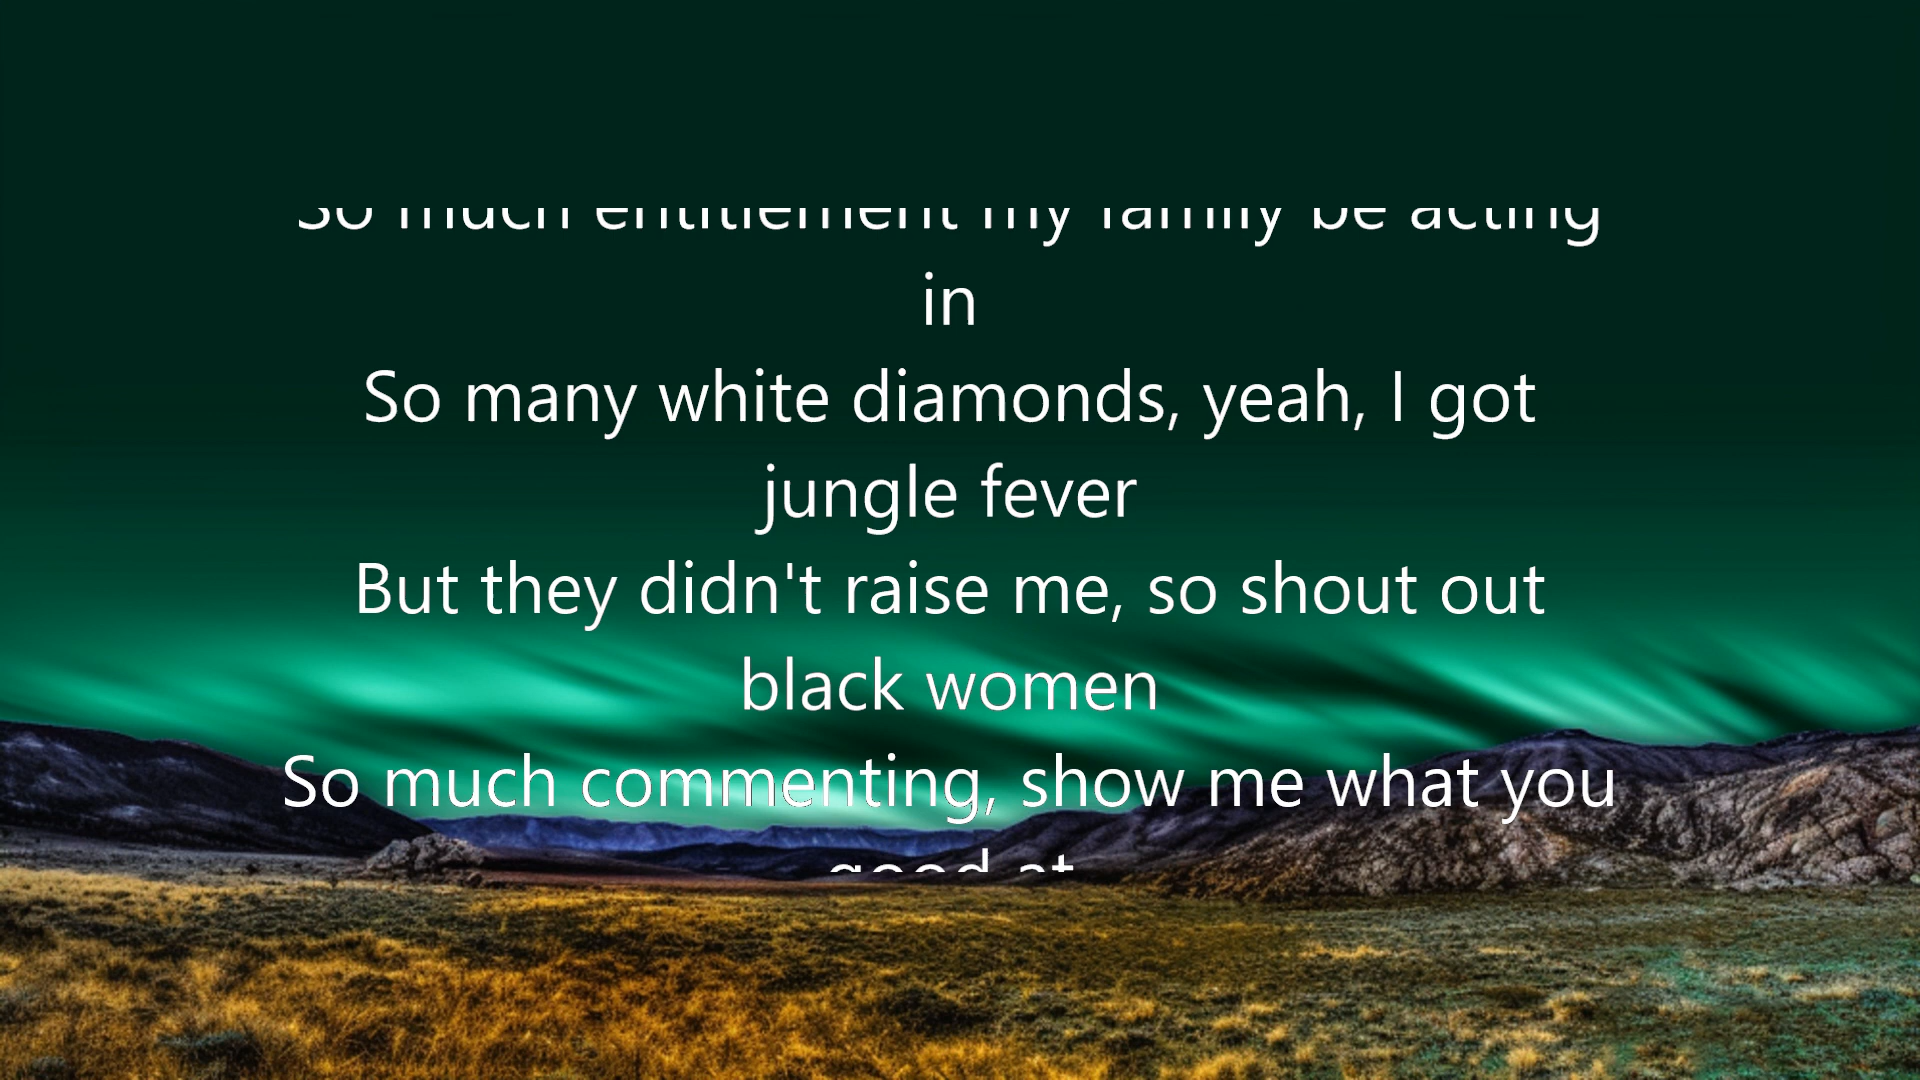 So much entitlement my family be acting
in
So many white diamonds, yeah, I got
jungle fever
But they didn't raise me, so shout out
black women
So much commenting, show me what you
good at